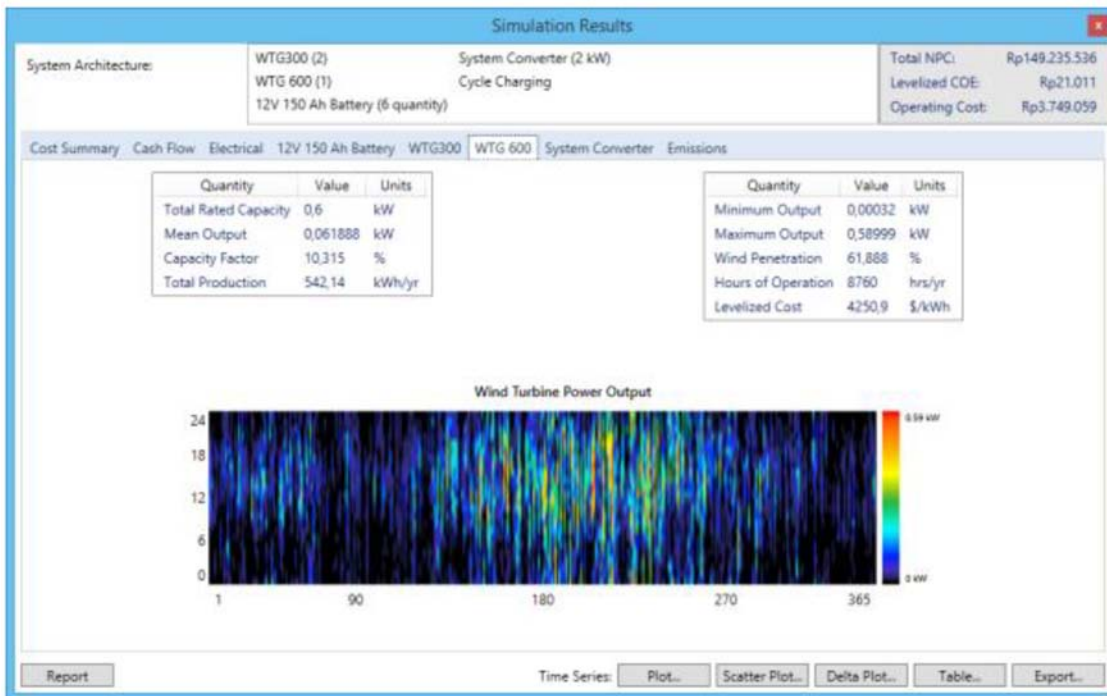 Simulation Results
x
System Architecture:
WTG300 (2)
System Converter (2 kW)
WTG 600 (1)
Cycle Charging
12V 150 Ah Battery (6 quantity)
Total NPC: Rp149.235.536
Levelized COE: Rp21.011
Operating Cost: Rp3.749.059
Cost Summary Cash Flow Electrical 12V 150 Ah Battery WTG300 WTG 600 System Converter Emissions
Quantity Value Units
Total Rated Capacity 0,6 kW
Mean Output 0,061888 kW
Capacity Factor 10,315 %
Total Production 542,14 kWh/yr
Quantity Value Units
Minimum Output 0,00032 kW
Maximum Output 0,58999 kW
Wind Penetration 61,888 %
Hours of Operation 8760 hrs/yr
Levelized Cost 4250,9 $/kWh
Wind Turbine Power Output
24
18
12
6
0
1 90 180 270 365
0.59 kW
0 kW
Report Time Series: Plot... Scatter Plot... Delta Plot... Table... Export...